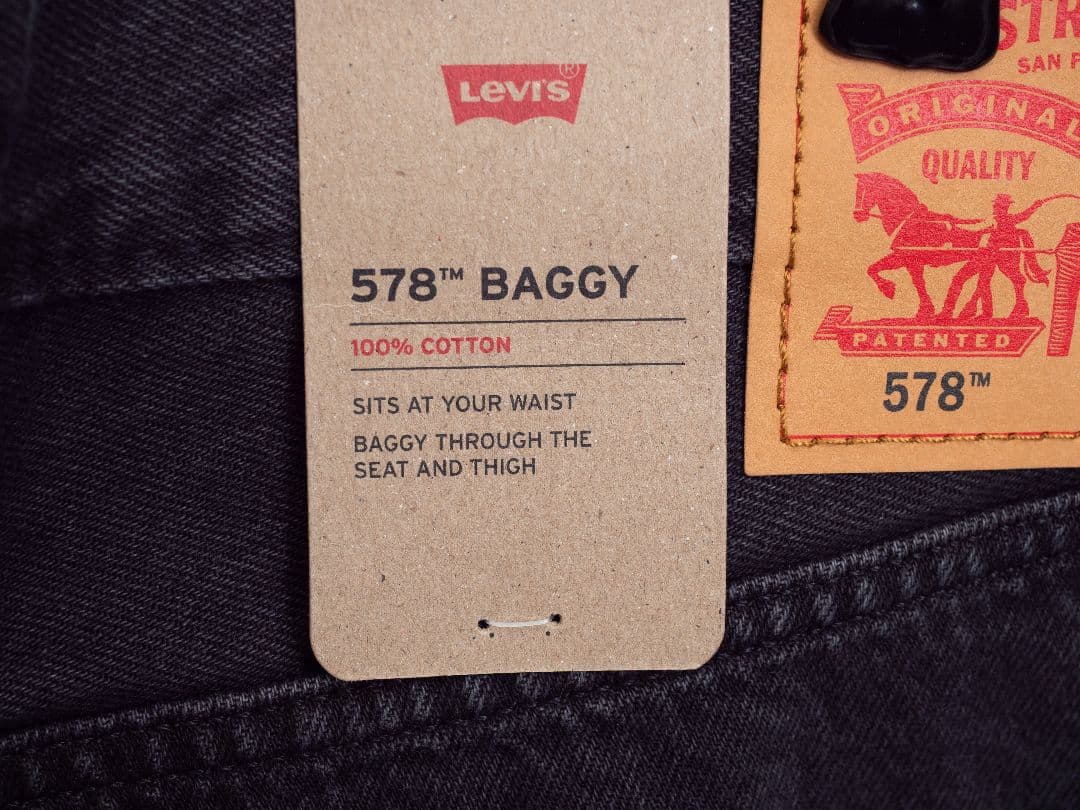 LEVI'S®
578™ BAGGY
100% COTTON
SITS AT YOUR WAIST
BAGGY THROUGH THE
SEAT AND THIGH
ORIGINAL
QUALITY
PATENTED
578™